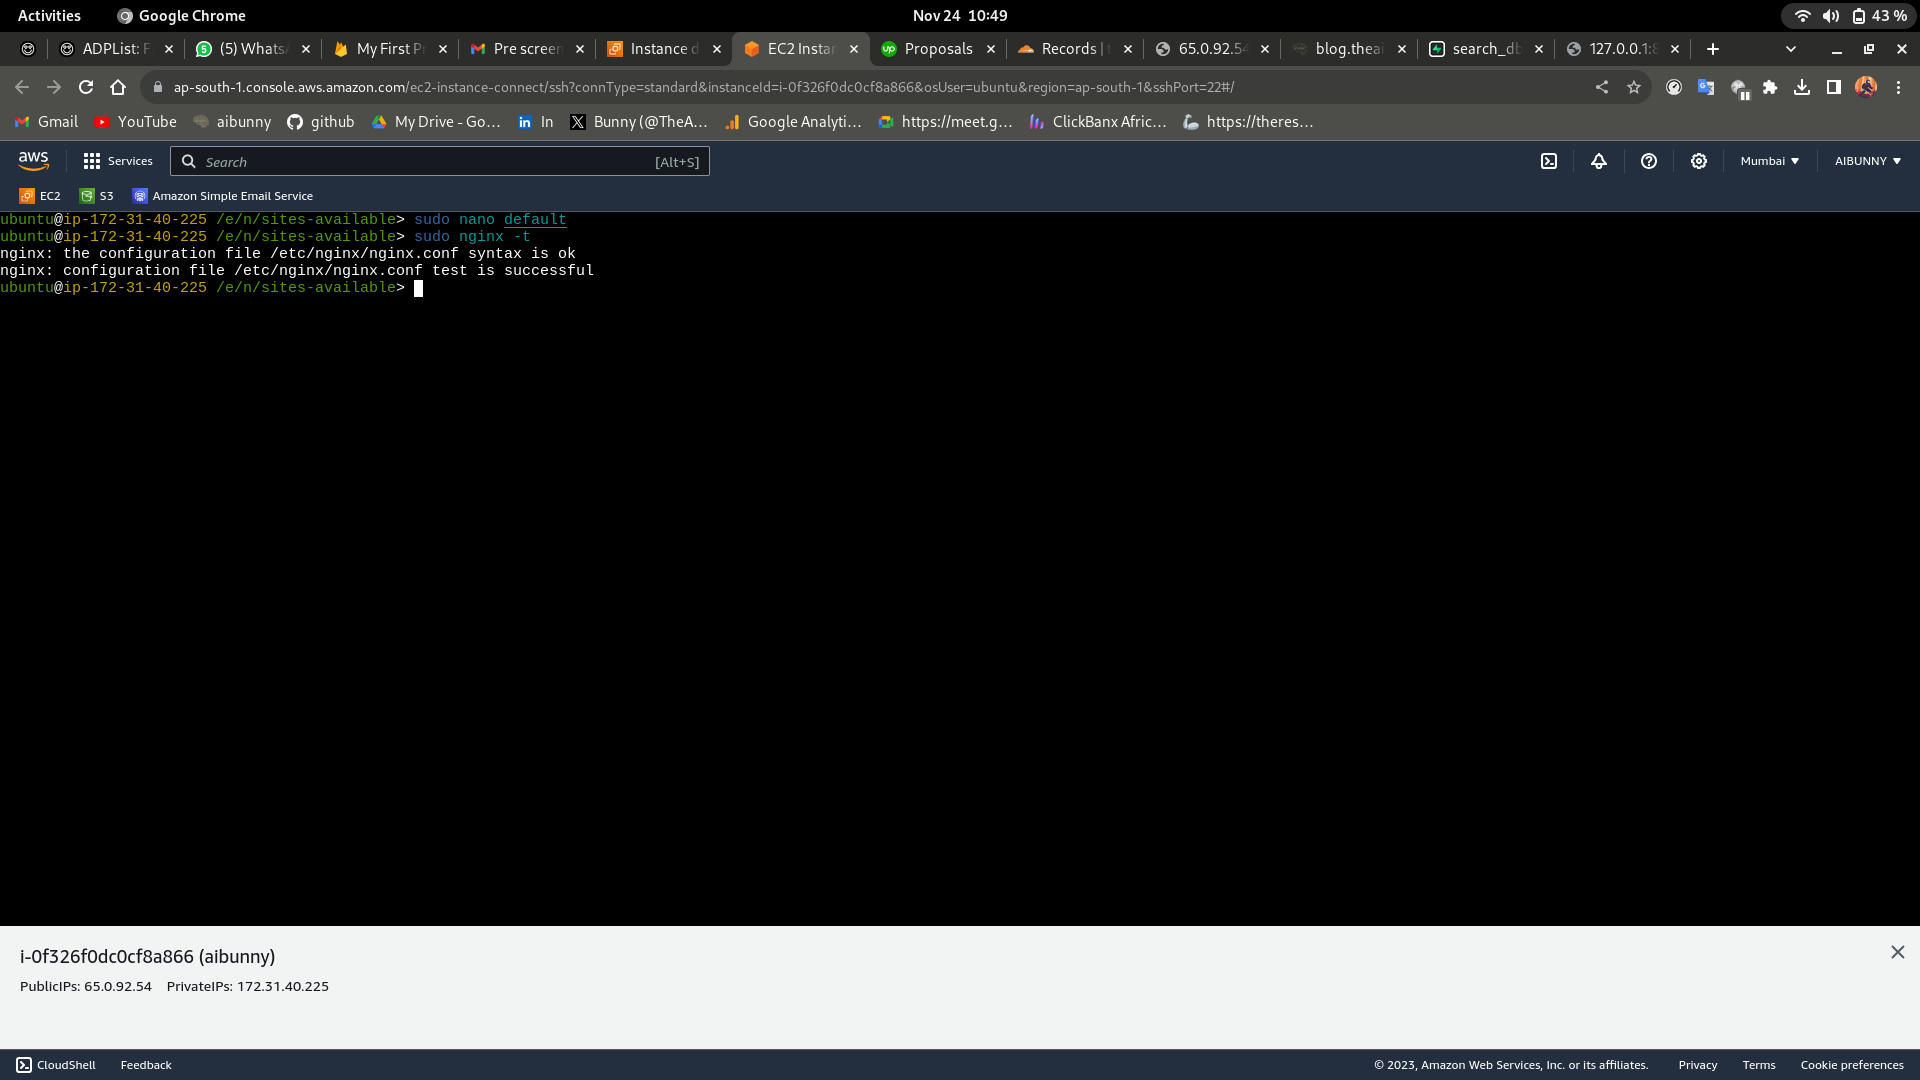 Activities Google Chrome Nov 24 10:49 43 %
ADPList: F (5) Whats My First Pr Pre screen Instance d EC2 Instan Proposals Records | t 65.0.92.54 blog.theai search_db 127.0.0.1:8
ap-south-1.console.aws.amazon.com/ec2-instance-connect/ssh?connType=standard&instanceId=i-0f326f0dc0cf8a866&osUser=ubuntu&region=ap-south-1&sshPort=22#/
Gmail YouTube aibunny github My Drive - Go... In Bunny (@TheA... Google Analyti... https://meet.g... ClickBanx Afric... https://theres...
aws Services Search [Alt+S] Mumbai AIBUNNY
EC2 S3 Amazon Simple Email Service
ubuntu@ip-172-31-40-225 /e/n/sites-available> sudo nano default
ubuntu@ip-172-31-40-225 /e/n/sites-available> sudo nginx -t
nginx: the configuration file /etc/nginx/nginx.conf syntax is ok
nginx: configuration file /etc/nginx/nginx.conf test is successful
ubuntu@ip-172-31-40-225 /e/n/sites-available>
i-0f326f0dc0cf8a866 (aibunny)
PublicIPs: 65.0.92.54 PrivateIPs: 172.31.40.225
CloudShell Feedback © 2023, Amazon Web Services, Inc. or its affiliates. Privacy Terms Cookie preferences